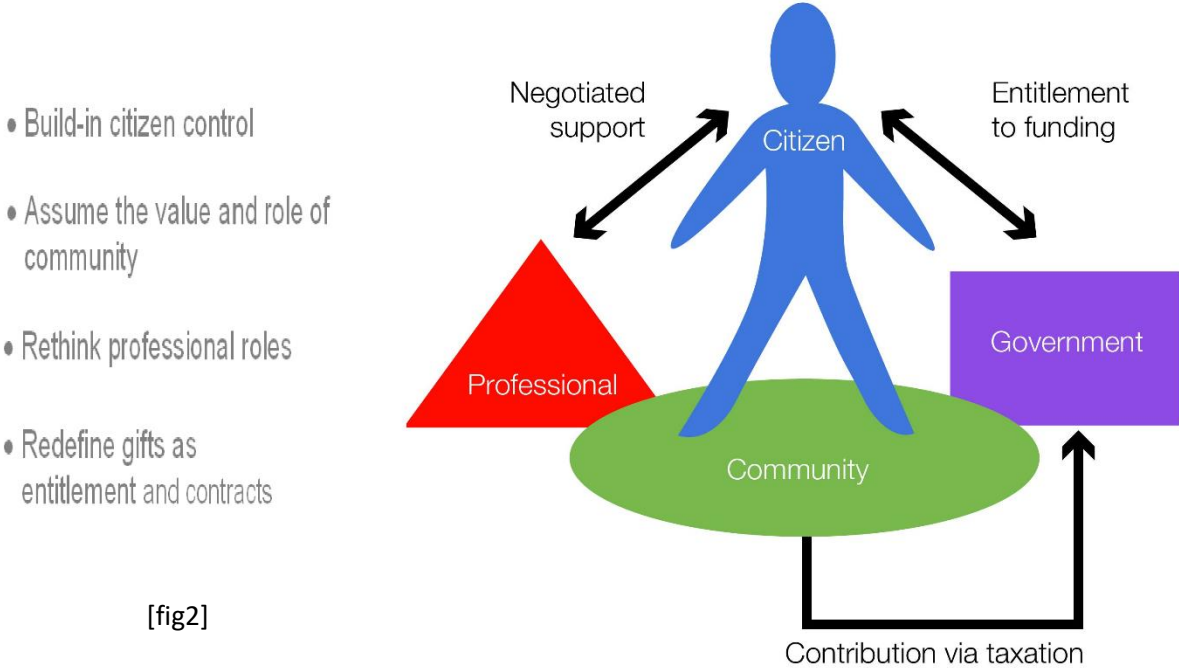 • Build-in citizen control
• Assume the value and role of
community
• Rethink professional roles
• Redefine gifts as
entitlement and contracts
[fig2]
Negotiated
support
Citizen
Entitlement
to funding
Professional
Government
Community
Contribution via taxation